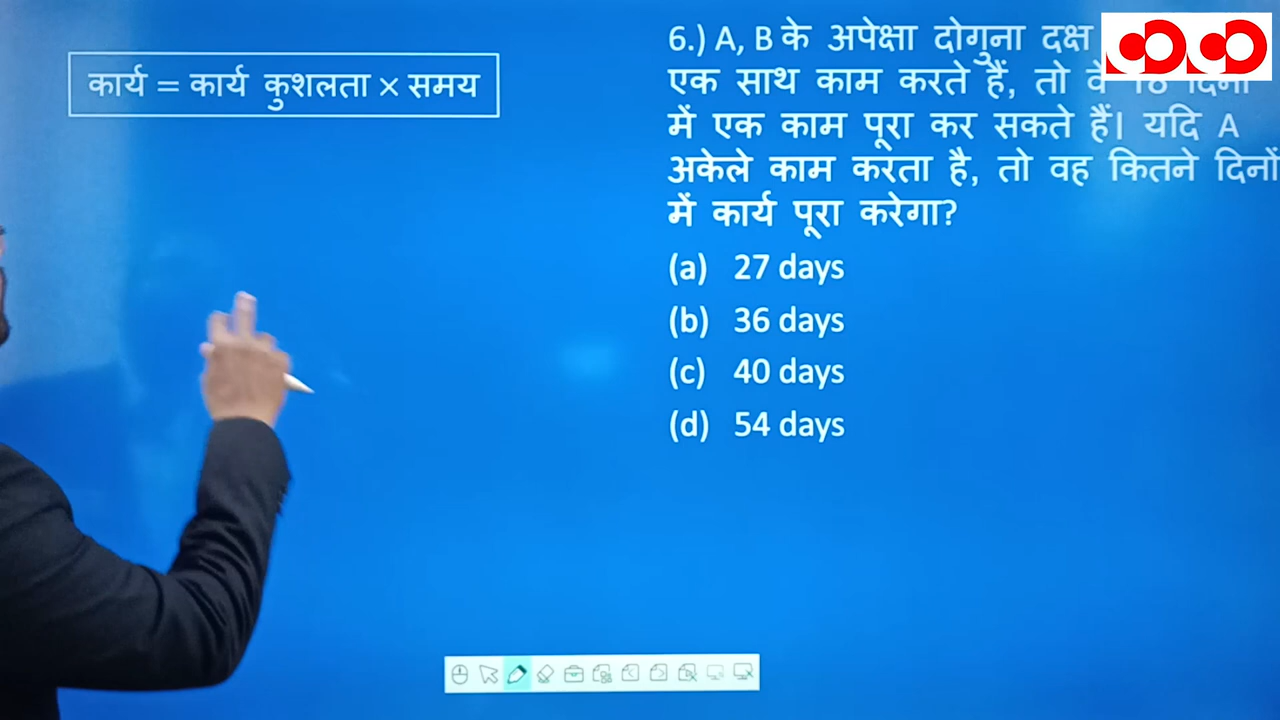 कार्य = कार्य कुशलता × समय
6.) A, B के अपेक्षा दोगुना दक्ष
एक साथ काम करते हैं, तो वे 18 दिनों
में एक काम पूरा कर सकते हैं। यदि A
अकेले काम करता है, तो वह कितने दिनों
में कार्य पूरा करेगा?
(a) 27 days
(b) 36 days
(c) 40 days
(d) 54 days